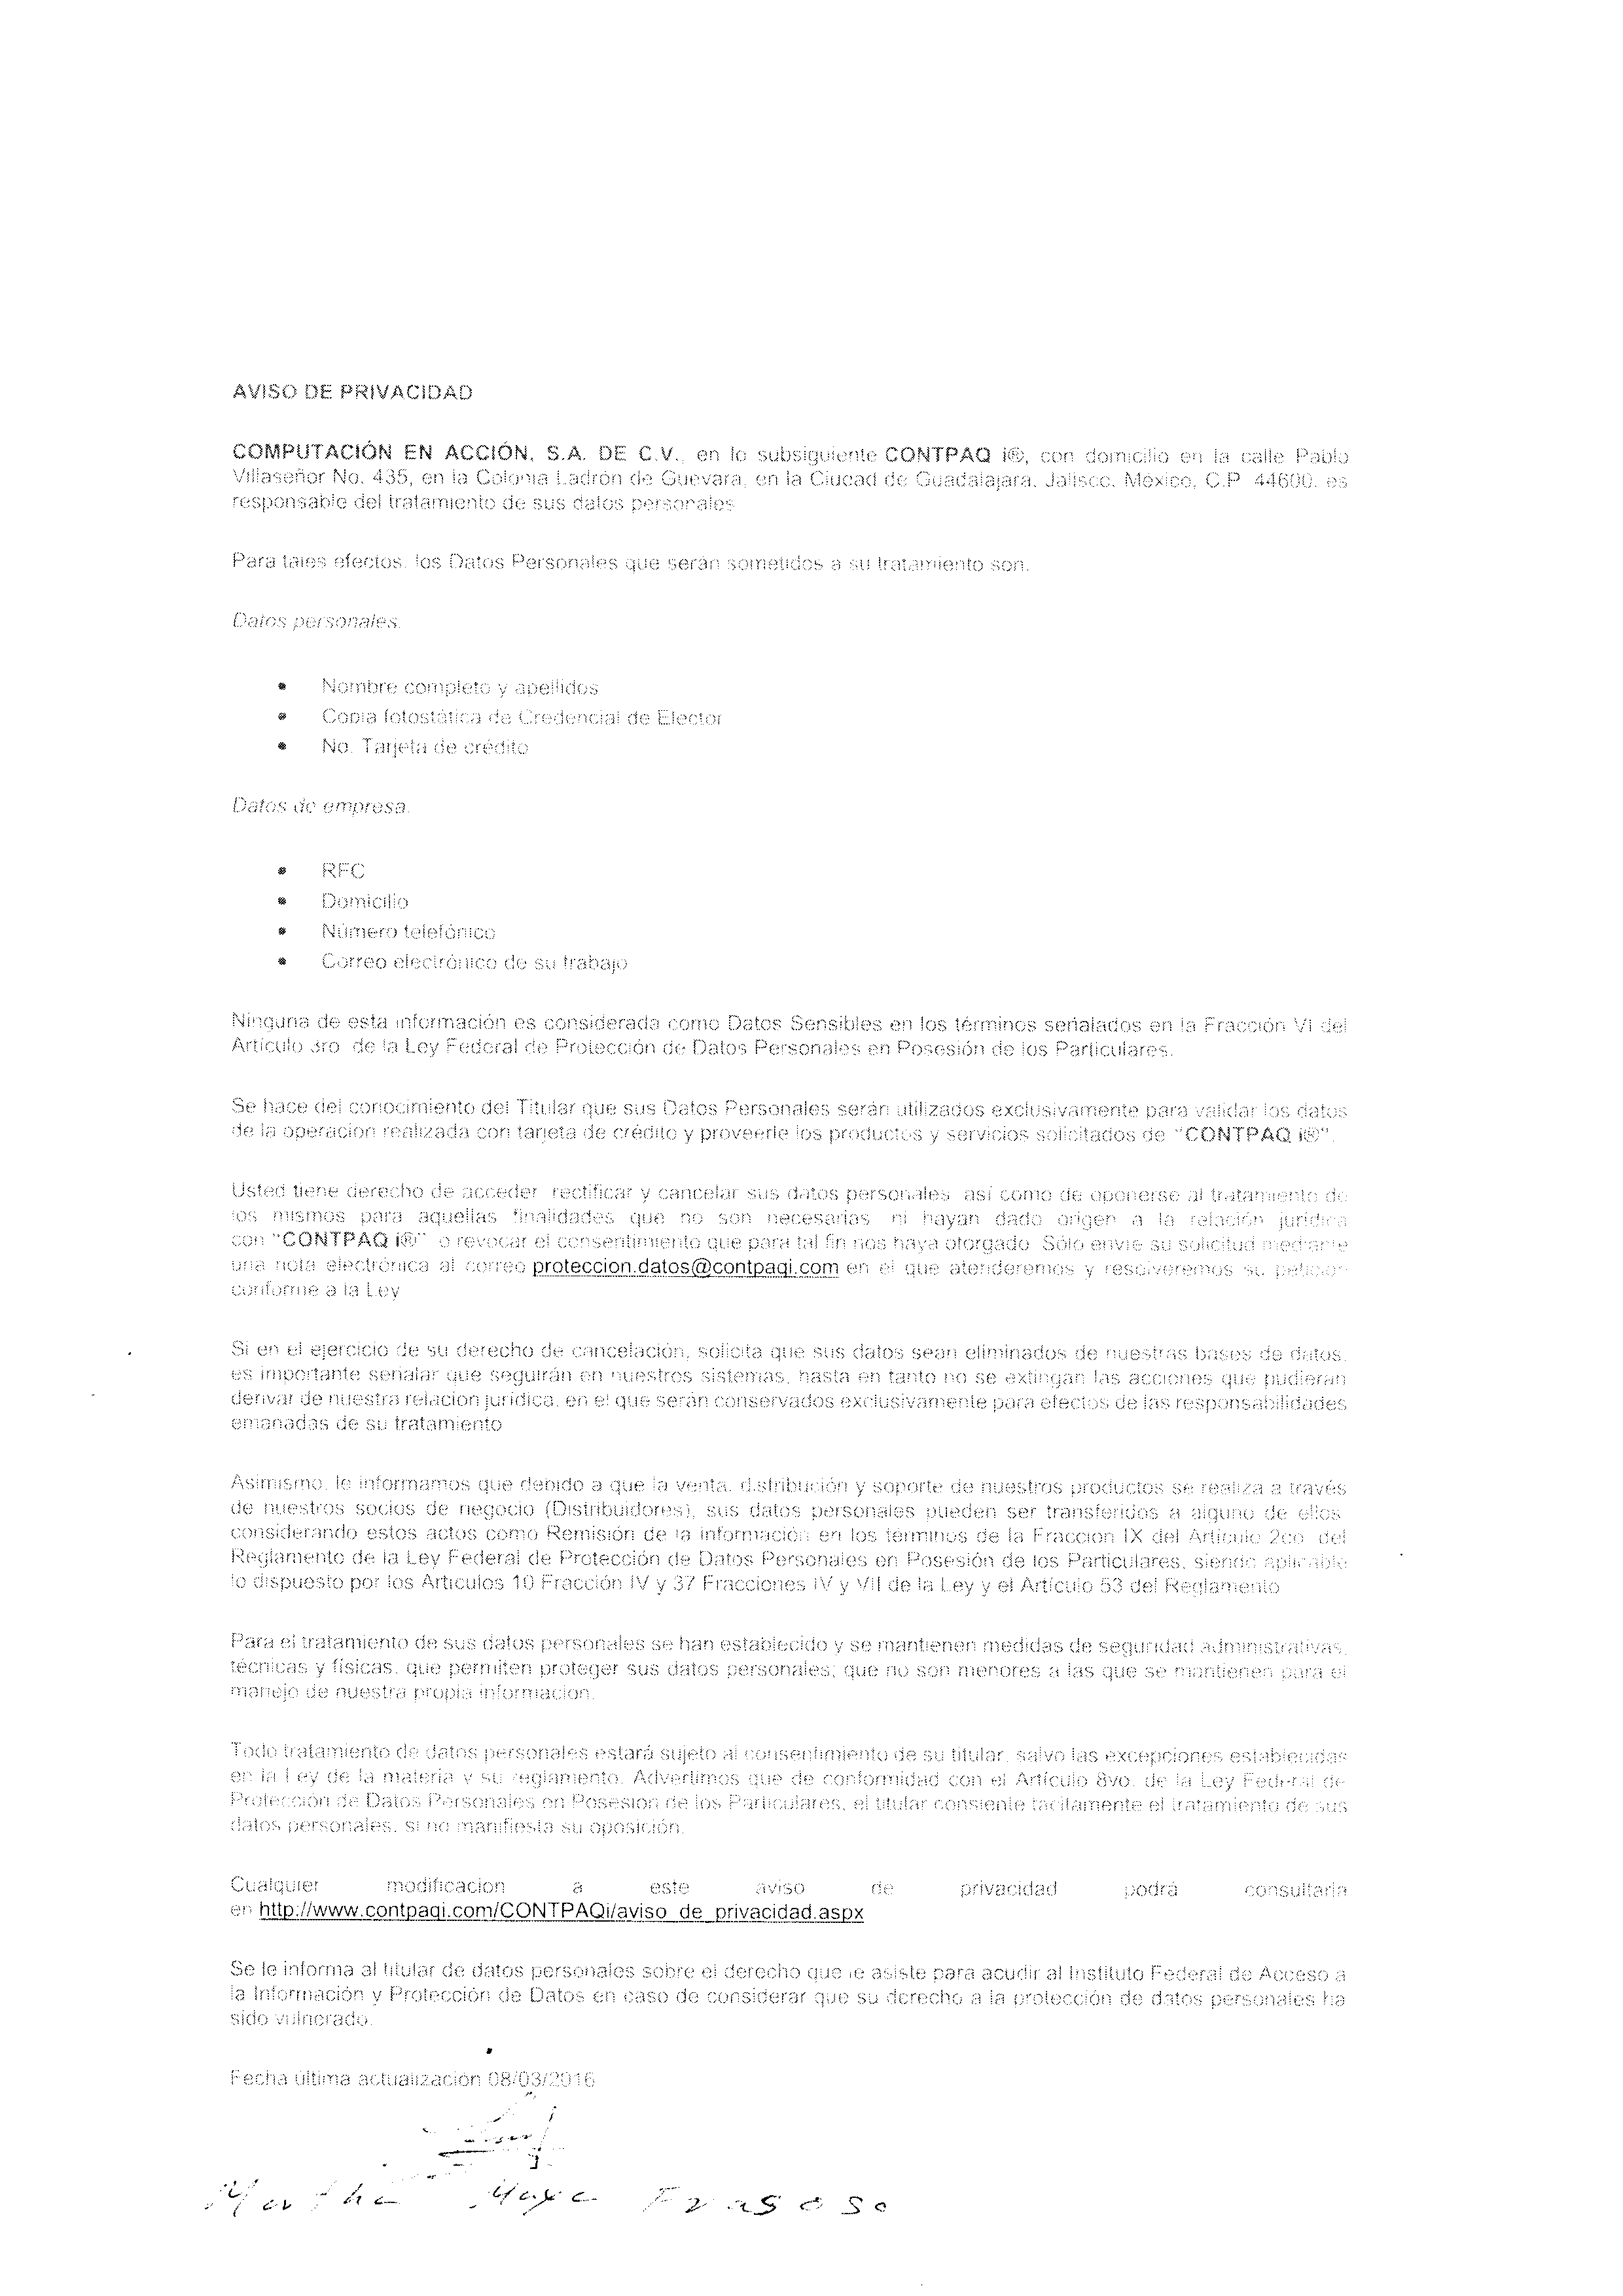 AVISO DE PRIVACIDAD
COMPUTACIÓN EN ACCIÓN, S.A. DE C.V., en lo subsiguiente CONTPAQ i®, con domicilio en la calle Pablo
Villaseñor No. 435, en la Colonia Ladrón de Guevara, en la Ciudad de Guadalajara, Jalisco, México, C.P. 44600, es
responsable del tratamiento de sus datos personales.
Para tales efectos, los Datos Personales que serán sometidos a su tratamiento son:
Datos personales:
• Nombre completo y apellidos
• Copia fotostática de Credencial de Elector
• No. Tarjeta de crédito
Datos de empresa:
• RFC
• Domicilio
• Número telefónico
• Correo electrónico de su trabajo
Ninguna de esta información es considerada como Datos Sensibles en los términos señalados en la Fracción VI del
Artículo 3ro. de la Ley Federal de Protección de Datos Personales en Posesión de los Particulares.
Se hace del conocimiento del Titular que sus Datos Personales serán utilizados exclusivamente para validar los datos
de la operación realizada con tarjeta de crédito y proveerle los productos y servicios solicitados de "CONTPAQ i®".
Usted tiene derecho de acceder, rectificar y cancelar sus datos personales, así como de oponerse al tratamiento de
los mismos para aquellas finalidades que no son necesarias, ni hayan dado origen a la relación jurídica
con "CONTPAQ i®" o revocar el consentimiento que para tal fin nos haya otorgado. Sólo envíe su solicitud mediante
una nota electrónica al correo proteccion.datos@contpaqi.com en el que atenderemos y resolveremos su petición
conforme a la Ley.
Si en el ejercicio de su derecho de cancelación, solicita que sus datos sean eliminados de nuestras bases de datos,
es importante señalar que seguirán en nuestros sistemas, hasta en tanto no se extingan las acciones que pudieran
derivar de nuestra relación jurídica, en el que serán conservados exclusivamente para efectos de las responsabilidades
emanadas de su tratamiento.
Asimismo, le informamos que debido a que la venta, distribución y soporte de nuestros productos se realiza a través
de nuestros socios de negocio (Distribuidores), sus datos personales pueden ser transferidos a alguno de ellos,
considerando estos actos como Remisión de la información en los términos de la Fracción IX del Artículo 2do. del
Reglamento de la Ley Federal de Protección de Datos Personales en Posesión de los Particulares, siendo aplicable
lo dispuesto por los Artículos 10 Fracción IV y 37 Fracciones IV y VII de la Ley y el Artículo 53 del Reglamento.
Para el tratamiento de sus datos personales se han establecido y se mantienen medidas de seguridad administrativas,
técnicas y físicas, que permiten proteger sus datos personales; que no son menores a las que se mantienen para el
manejo de nuestra propia información.
Todo tratamiento de datos personales estará sujeto al consentimiento de su titular, salvo las excepciones establecidas
en la Ley de la materia y su reglamento. Advertimos que de conformidad con el Artículo 8vo. de la Ley Federal de
Protección de Datos Personales en Posesión de los Particulares, el titular consiente tácitamente el tratamiento de sus
datos personales, si no manifiesta su oposición.
Cualquier modificación a este aviso de privacidad podrá consultarla
en http://www.contpaqi.com/CONTPAQi/aviso_de_privacidad.aspx
Se le informa al titular de datos personales sobre el derecho que le asiste para acudir al Instituto Federal de Acceso a
la Información y Protección de Datos en caso de considerar que su derecho a la protección de datos personales ha
sido vulnerado.
Fecha última actualización 08/03/2016
Martha Maya Fragoso